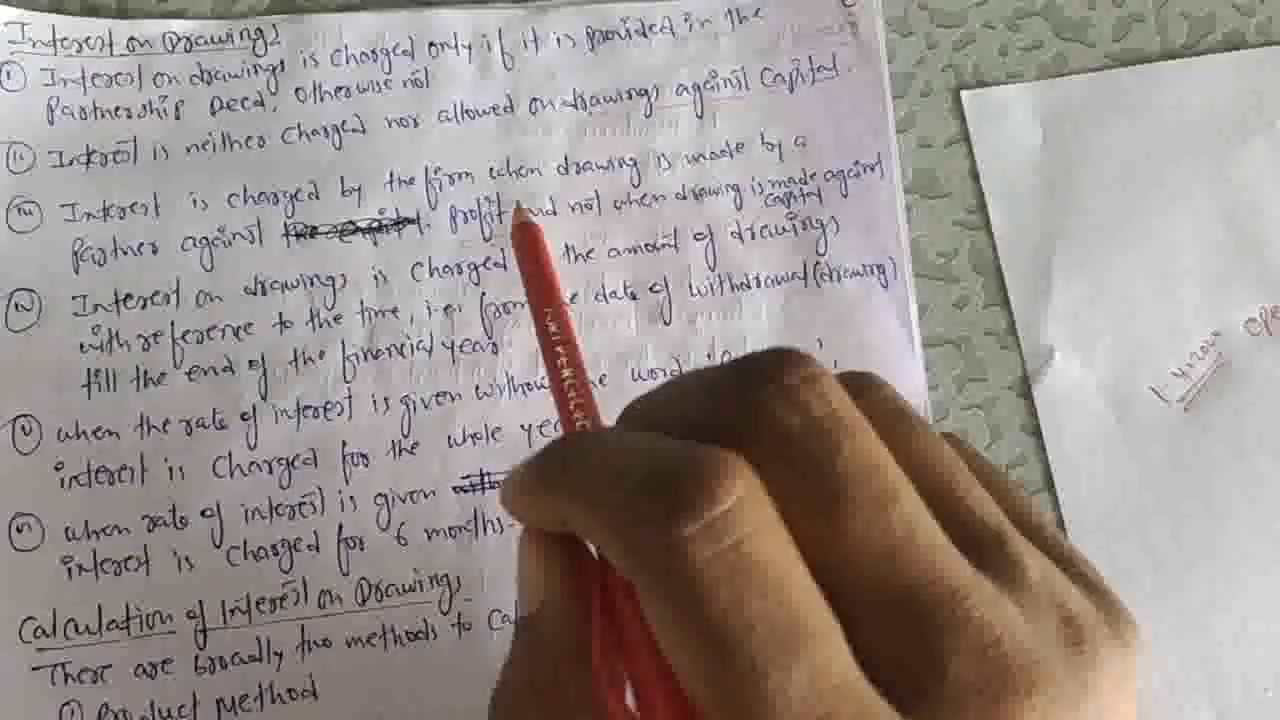 Interest on Drawings
(i) Interest on drawings is charged only if it is provided in the
Partnership Deed, otherwise not
(ii) Interest is neither charged nor allowed on drawings against Capital.
(iii) Interest is charged by the firm when drawing is made by a
Partner against profit and not when drawing is made against capital
(iv) Interest on drawings is charged the amount of drawings
with reference to the time, i.e. from date of withdrawal (drawing)
till the end of the financial year.
(v) when the rate of interest is given without word
interest is charged for the whole
(vi) when rate of interest is given
interest is charged for 6 months.
Calculation of Interest on Drawings
There are broadly two methods to
(i) Product Method